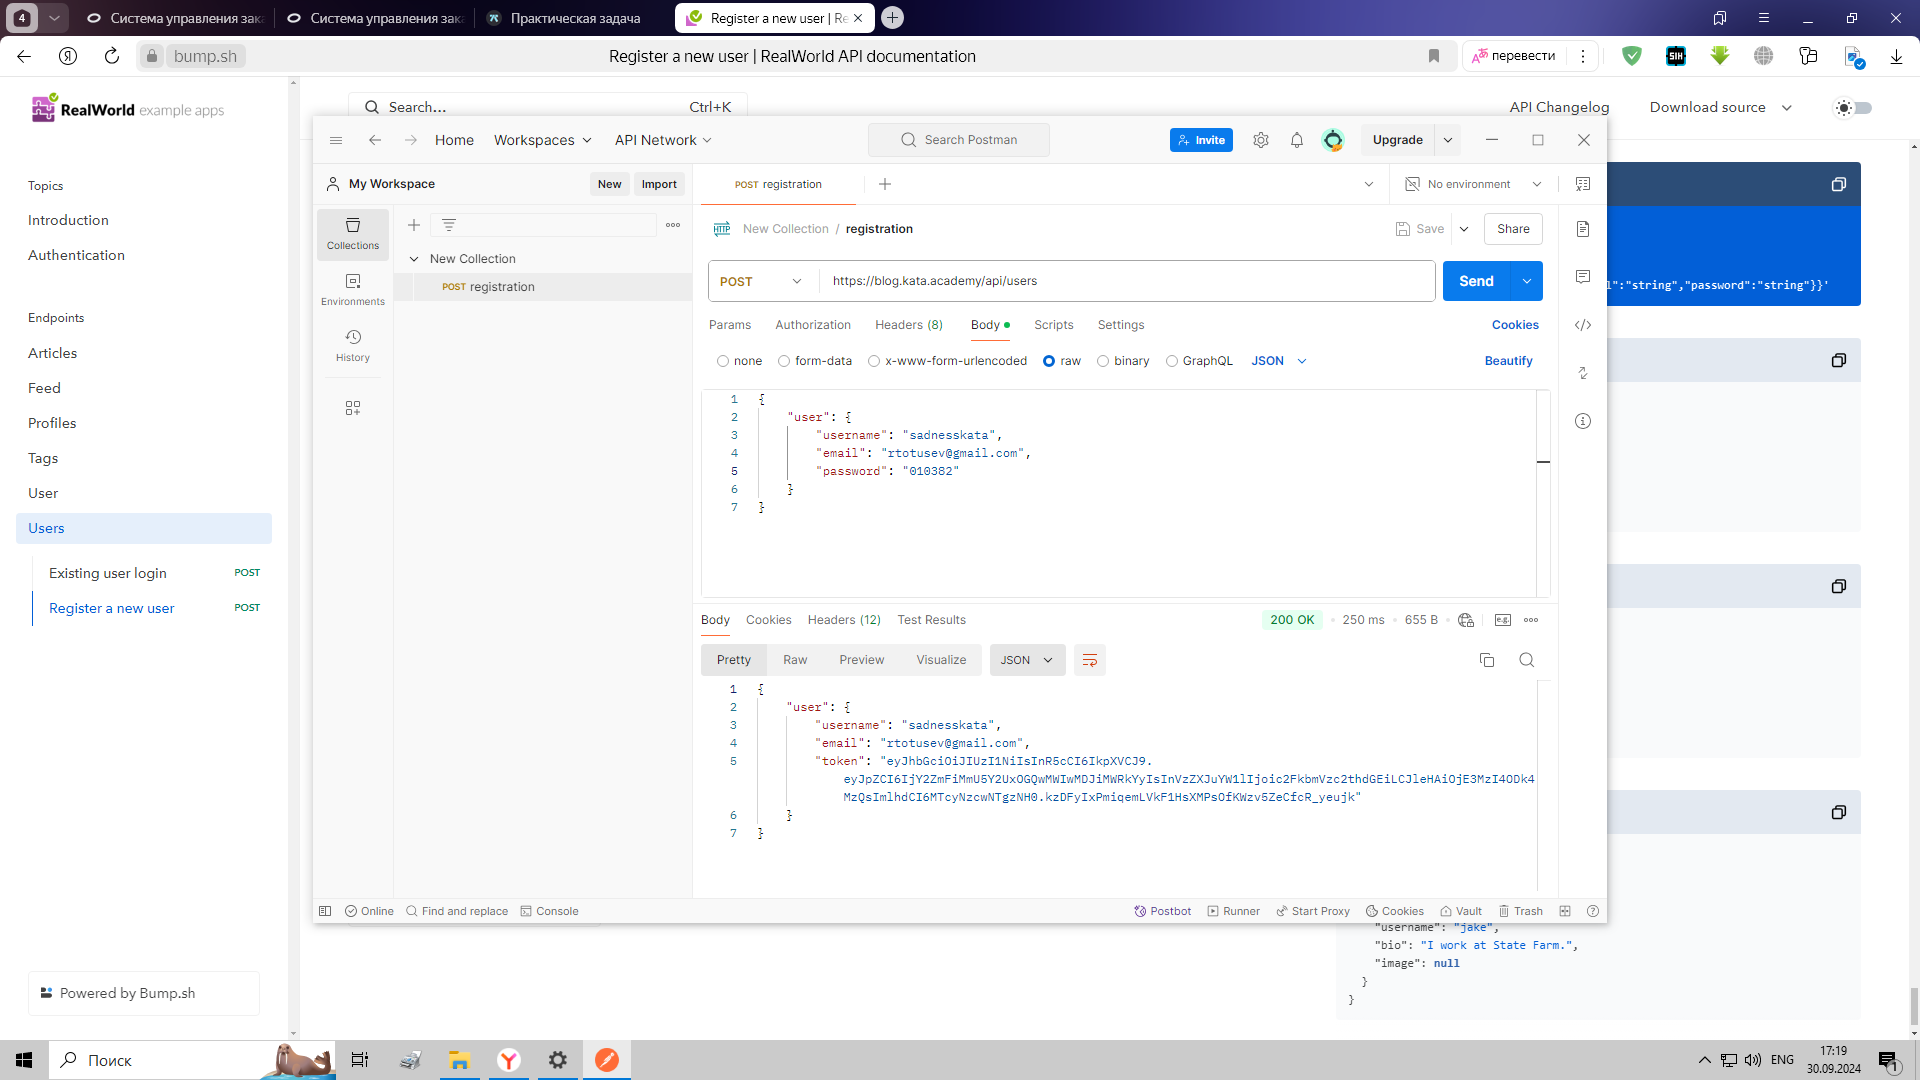 4
Система управления зака
Система управления зака
Практическая задача
Register a new user | Re
bump.sh
Register a new user | RealWorld API documentation
перевести
RealWorld example apps
Search...
Ctrl+K
API Changelog
Download source
Topics
Introduction
Authentication
Endpoints
Articles
Feed
Profiles
Tags
User
Users
Existing user login POST
Register a new user POST
Powered by Bump.sh
Home
Workspaces
API Network
Search Postman
Invite
Upgrade
My Workspace
New
Import
POST registration
No environment
Collections
Environments
History
New Collection
POST registration
HTTP
New Collection / registration
Save
Share
POST
https://blog.kata.academy/api/users
Send
Params
Authorization
Headers (8)
Body
Scripts
Settings
Cookies
none
form-data
x-www-form-urlencoded
raw
binary
GraphQL
JSON
Beautify
1 {
2 "user": {
3 "username": "sadnesskata",
4 "email": "rtotusev@gmail.com",
5 "password": "010382"
6 }
7 }
Body
Cookies
Headers (12)
Test Results
200 OK
250 ms
655 B
e.g.
Pretty
Raw
Preview
Visualize
JSON
1 {
2 "user": {
3 "username": "sadnesskata",
4 "email": "rtotusev@gmail.com",
5 "token": "eyJhbGciOiJIUzI1NiIsInR5cCI6IkpXVCJ9.
eyJpZCI6IjY2ZmFiMmU5Y2UxOGQwMWIwMDJiMWRkYyIsInVzZXJuYW1lIjoic2FkbmVzc2thdGEiLCJleHAiOjE3MzI4ODk4
MzQsImlhdCI6MTcyNzcwNTgzNH0.kzDFyIxPmiqemLVkF1HsXMPsOfKWzv5ZeCfcR_yeujk"
6 }
7 }
Online
Find and replace
Console
Postbot
Runner
Start Proxy
Cookies
Vault
Trash
l":"string","password":"string"}}'
"username": "jake",
"bio": "I work at State Farm.",
"image": null
}
}
Поиск
ENG
17:19
30.09.2024
1